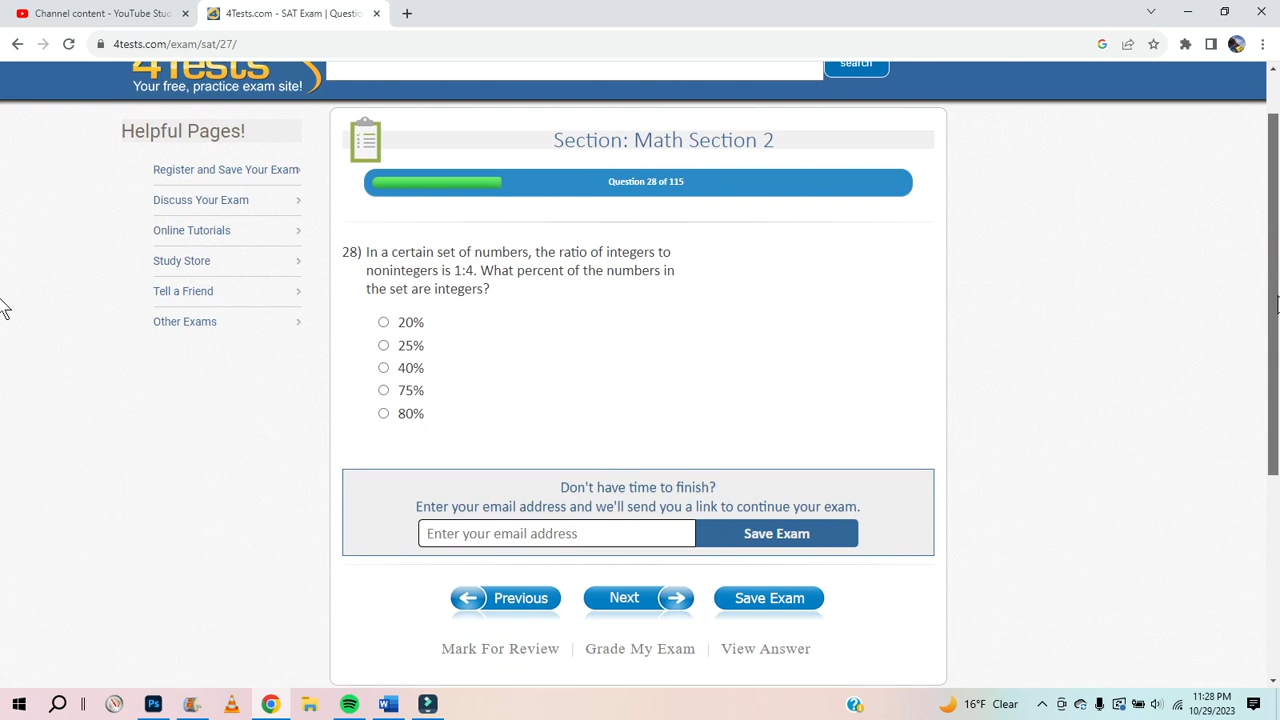 Channel content - YouTube Stud
4Tests.com - SAT Exam | Questio
4tests.com/exam/sat/27/
4Tests
Your free, practice exam site!
search
Helpful Pages!
Register and Save Your Exam
Discuss Your Exam
Online Tutorials
Study Store
Tell a Friend
Other Exams
Section: Math Section 2
Question 28 of 115
28) In a certain set of numbers, the ratio of integers to
nonintegers is 1:4. What percent of the numbers in
the set are integers?
20%
25%
40%
75%
80%
Don't have time to finish?
Enter your email address and we'll send you a link to continue your exam.
Enter your email address
Save Exam
Previous
Next
Save Exam
Mark For Review | Grade My Exam | View Answer
Ps
W
16°F Clear
11:28 PM
10/29/2023